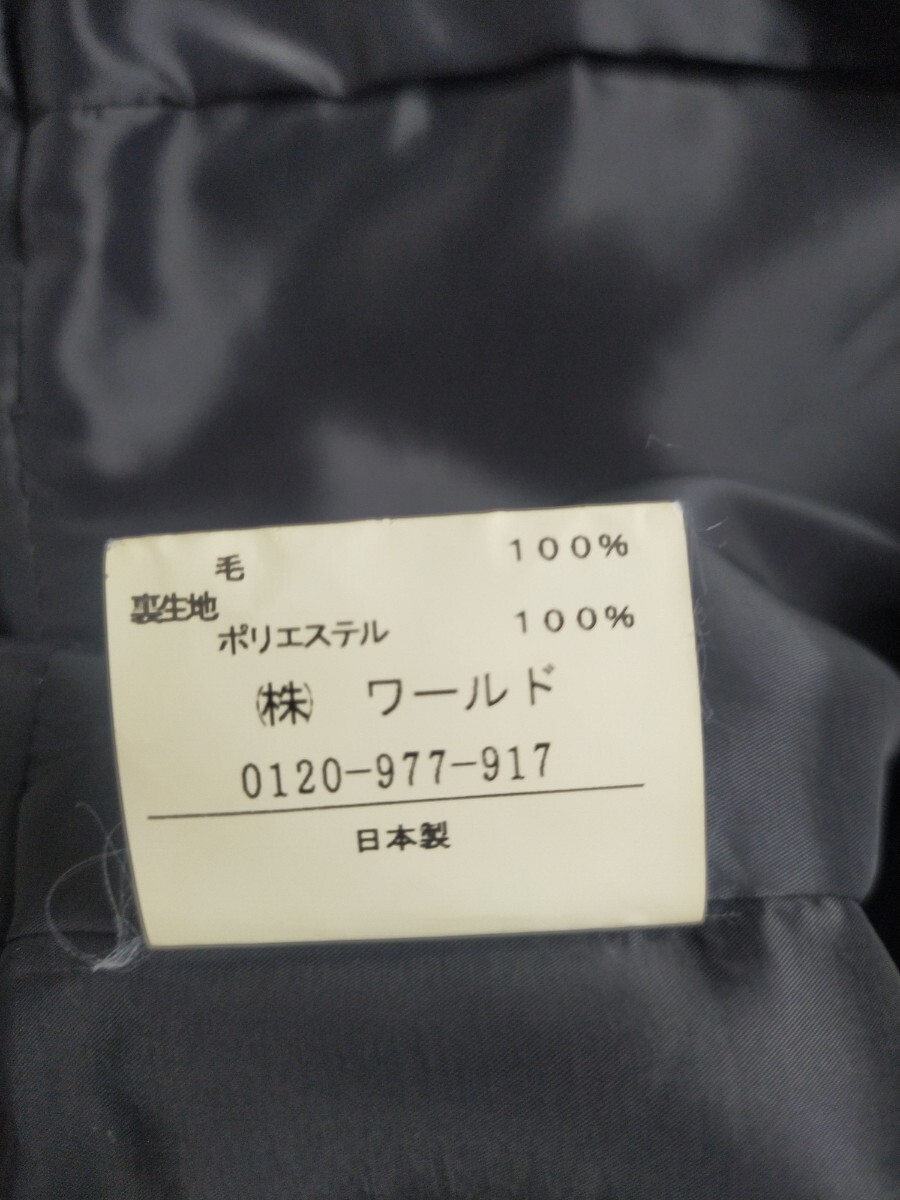 毛 100%
裏生地
ポリエステル 100%
㈱ ワールド
0120-977-917
日本製